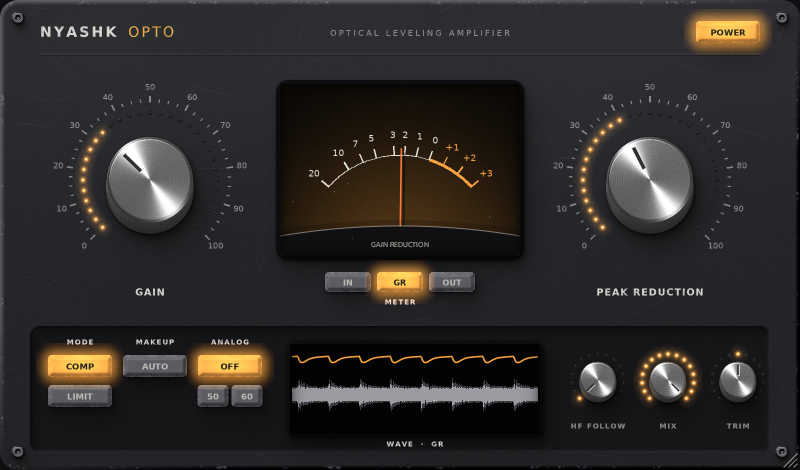 NYASHK OPTO
OPTICAL LEVELING AMPLIFIER
POWER
0 10 20 30 40 50 60 70 80 90 100
GAIN
20 10 7 5 3 2 1 0 +1 +2 +3
GAIN REDUCTION
IN GR OUT
METER
0 10 20 30 40 50 60 70 80 90 100
PEAK REDUCTION
MODE MAKEUP ANALOG
COMP AUTO OFF
LIMIT 50 60
WAVE · GR
HF FOLLOW MIX TRIM